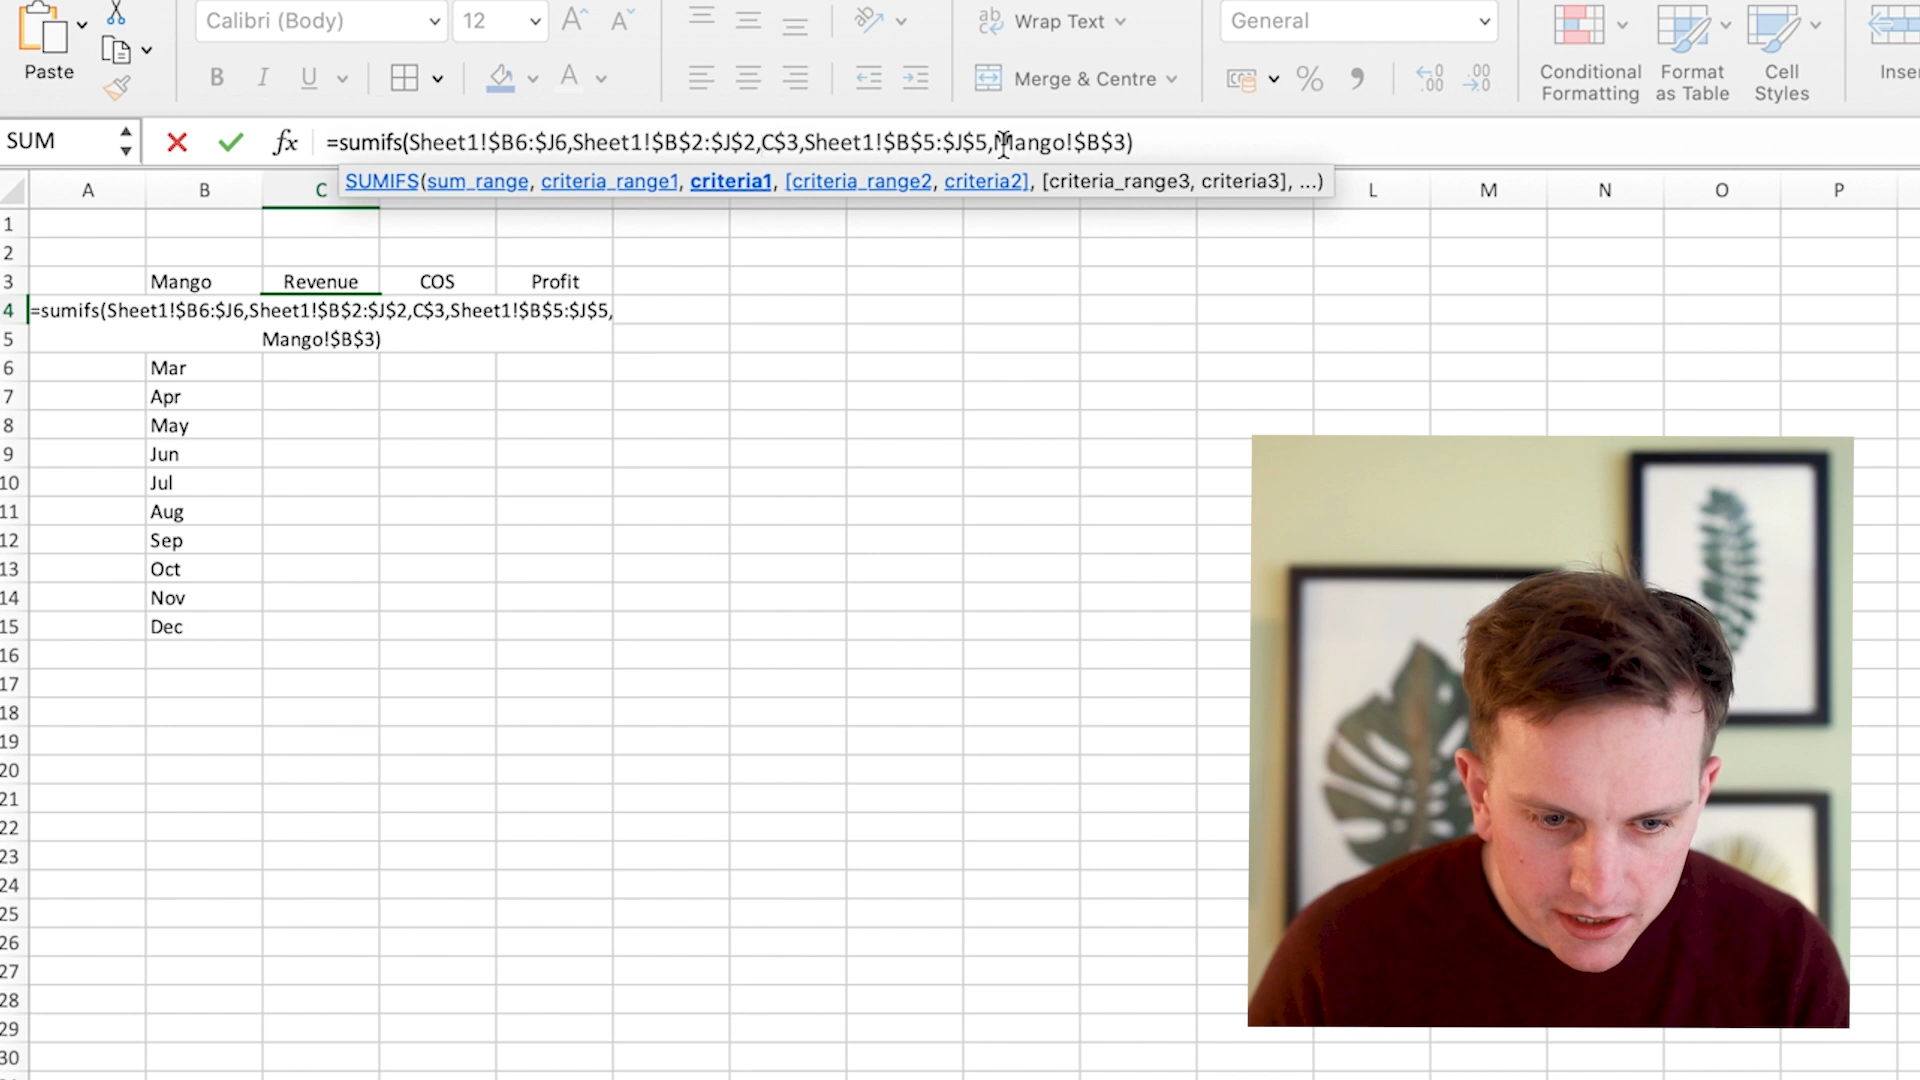 Calibri (Body) 12 A A ab c Wrap Text General
Paste B I U A Merge & Centre % Conditional Formatting Format as Table Cell Styles Inser
SUM fx =sumifs(Sheet1!$B6:$J6,Sheet1!$B$2:$J$2,C$3,Sheet1!$B$5:$J$5,Mango!$B$3)
SUMIFS(sum_range, criteria_range1, criteria1, [criteria_range2, criteria2], [criteria_range3, criteria3], ...)
A B C L M N O P
1
2
3 Mango Revenue COS Profit
4 =sumifs(Sheet1!$B6:$J6,Sheet1!$B$2:$J$2,C$3,Sheet1!$B$5:$J$5,
5 Mango!$B$3)
6 Mar
7 Apr
8 May
9 Jun
10 Jul
11 Aug
12 Sep
13 Oct
14 Nov
15 Dec
16
17
18
19
20
21
22
23
24
25
26
27
28
29
30